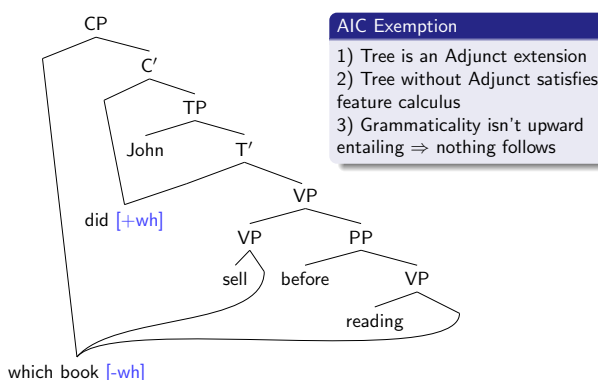 CP
AIC Exemption
C′
1) Tree is an Adjunct extension
2) Tree without Adjunct satisfies
TP
feature calculus
3) Grammaticality isn't upward
John
T′
entailing ⇒ nothing follows
VP
did [+wh]
VP
PP
sell
before
VP
reading
which book [-wh]